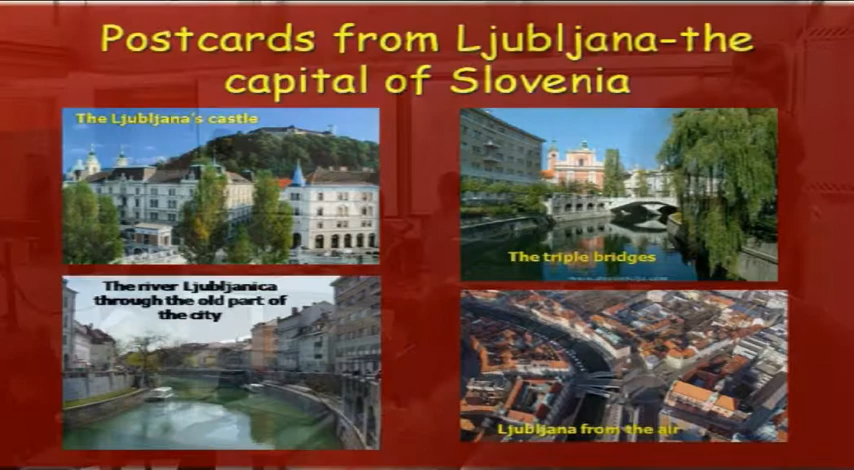 Postcards from Ljubljana-the
capital of Slovenia
The Ljubljana's castle
The triple bridges
The river Ljubljanica
through the old part of
the city
Ljubljana from the air